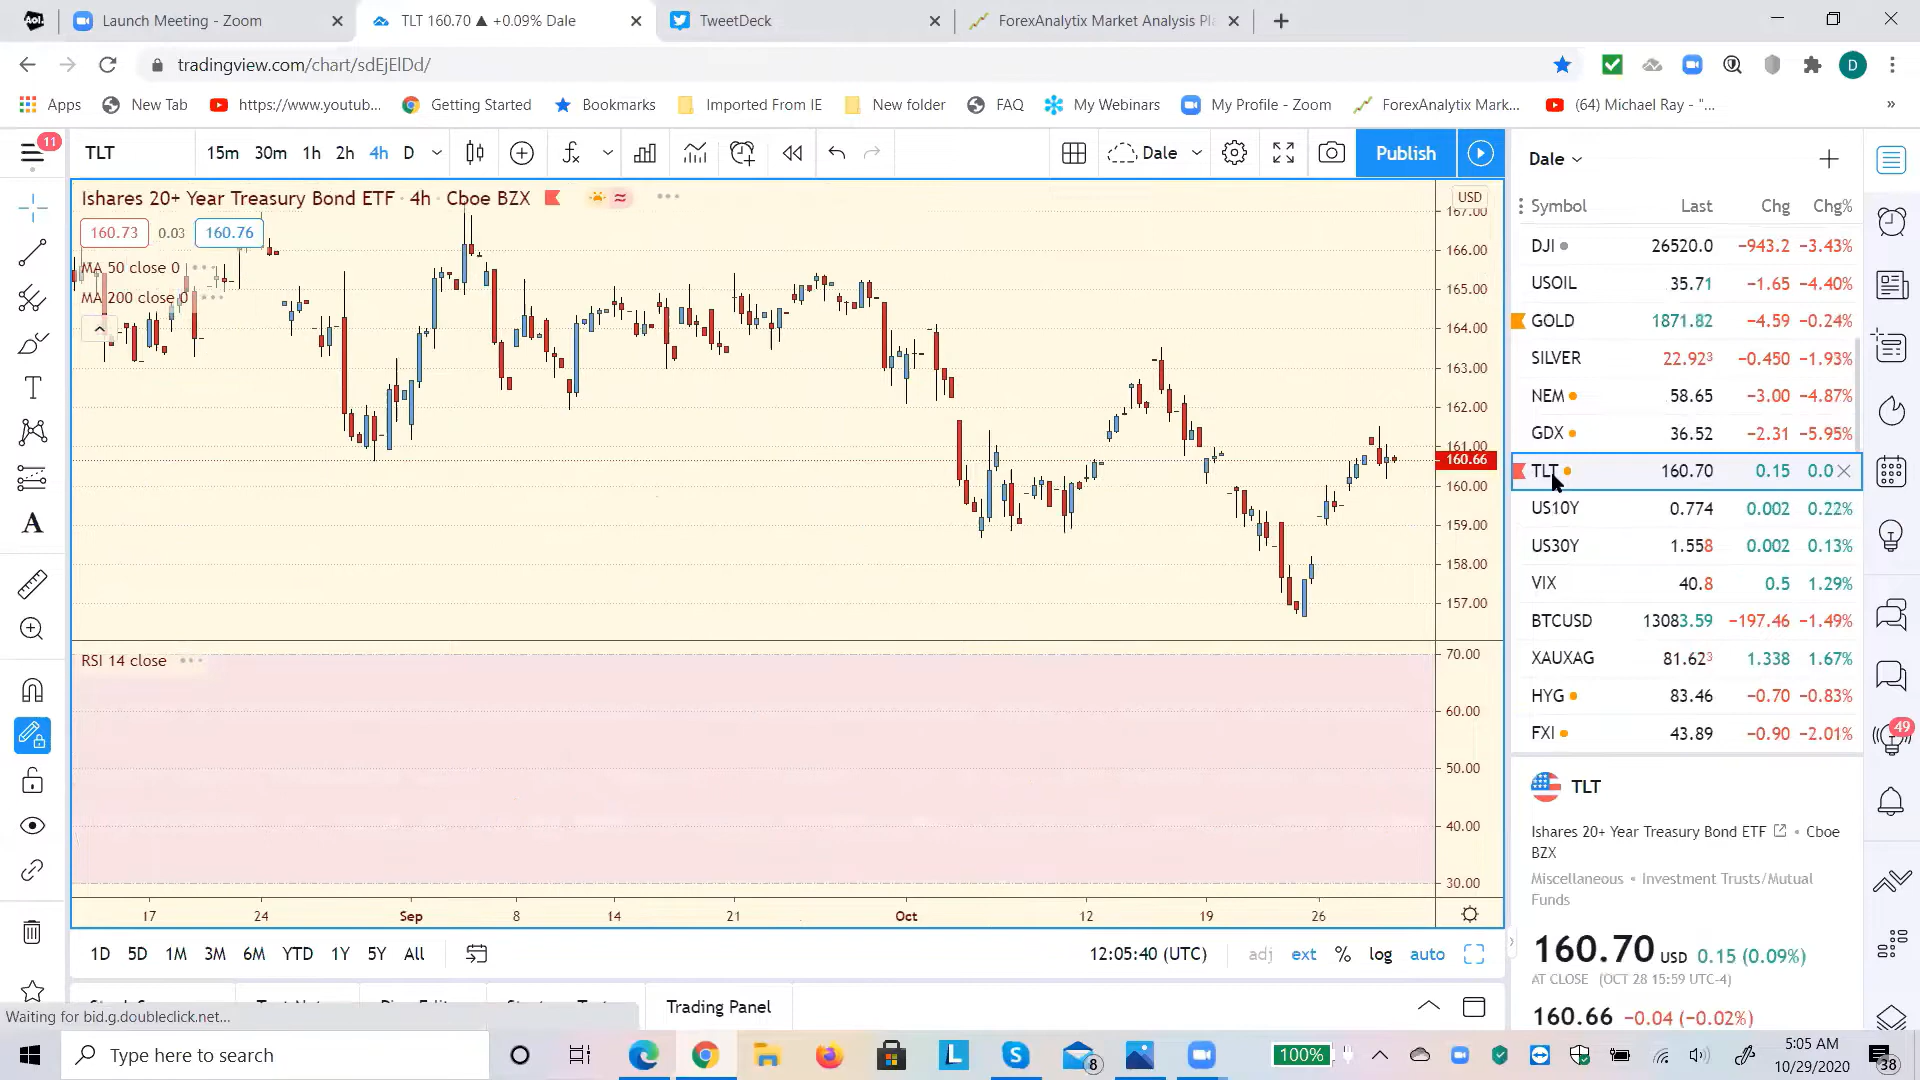 Aol.
Launch Meeting - Zoom
TLT 160.70 ▲ +0.09% Dale
TweetDeck
ForexAnalytix Market Analysis Pl
tradingview.com/chart/sdEjElDd/
D
Apps
New Tab
https://www.youtub...
Getting Started
Bookmarks
Imported From IE
New folder
FAQ
My Webinars
My Profile - Zoom
ForexAnalytix Mark...
(64) Michael Ray - "...
»
11
TLT
15m 30m 1h 2h 4h D
Dale
Publish
Dale
Ishares 20+ Year Treasury Bond ETF · 4h · Cboe BZX
USD
160.73 0.03 160.76
MA 50 close 0
MA 200 close 0
167.00
166.00
165.00
164.00
163.00
162.00
161.00
160.66
160.00
159.00
158.00
157.00
RSI 14 close
70.00
60.00
50.00
40.00
30.00
17 24 Sep 8 14 21 Oct 12 19 26
1D 5D 1M 3M 6M YTD 1Y 5Y All
12:05:40 (UTC)
adj ext % log auto
Trading Panel
Symbol Last Chg Chg%
DJI 26520.0 −943.2 −3.43%
USOIL 35.71 −1.65 −4.40%
GOLD 1871.82 −4.59 −0.24%
SILVER 22.923 −0.450 −1.93%
NEM 58.65 −3.00 −4.87%
GDX 36.52 −2.31 −5.95%
TLT 160.70 0.15 0.0
US10Y 0.774 0.002 0.22%
US30Y 1.558 0.002 0.13%
VIX 40.8 0.5 1.29%
BTCUSD 13083.59 −197.46 −1.49%
XAUXAG 81.623 1.338 1.67%
HYG 83.46 −0.70 −0.83%
FXI 43.89 −0.90 −2.01%
49
TLT
Ishares 20+ Year Treasury Bond ETF • Cboe
BZX
Miscellaneous • Investment Trusts/Mutual
Funds
160.70 USD 0.15 (0.09%)
AT CLOSE (OCT 28 15:59 UTC-4)
160.66 −0.04 (−0.02%)
Waiting for bid.g.doubleclick.net...
Type here to search
L
8
100%
5:05 AM
10/29/2020
38